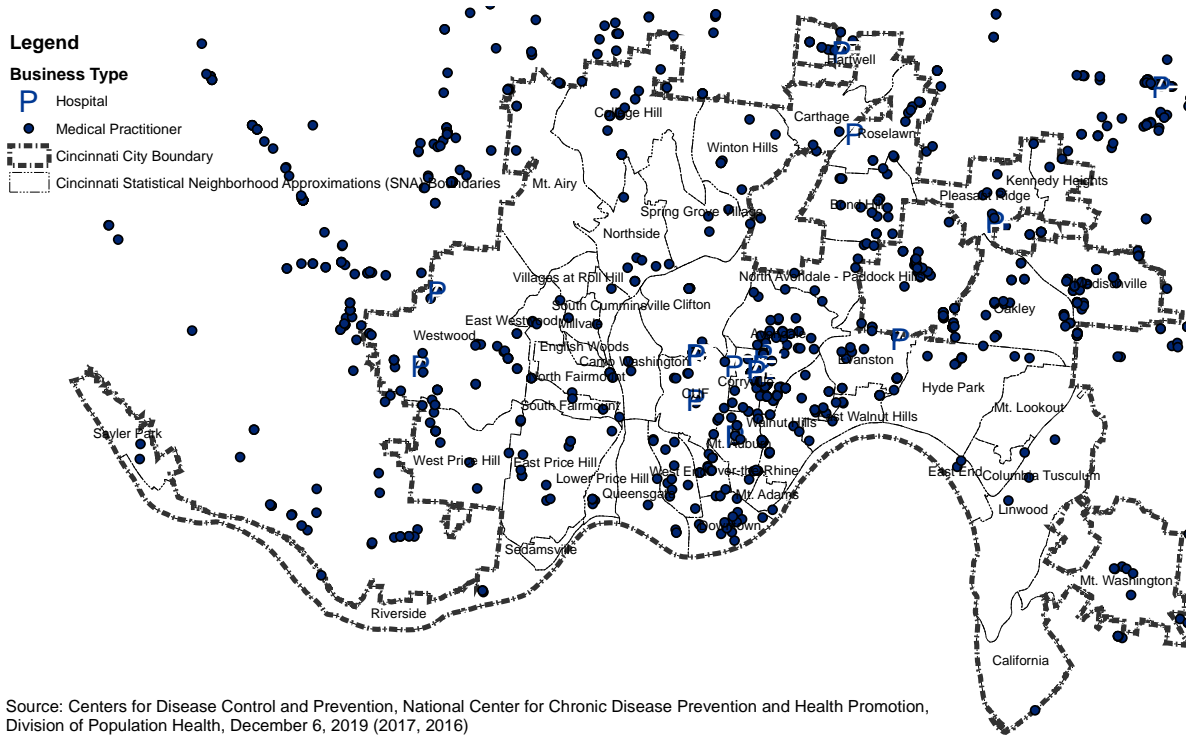 Legend
Business Type
P Hospital
Medical Practitioner
Cincinnati City Boundary
Cincinnati Statistical Neighborhood Approximations (SNA) Boundaries
P
Hartwell
P
College Hill
Carthage
P Roselawn
Winton Hills
Mt. Airy
Kennedy Heights
Pleasant Ridge
Bond Hill
Spring Grove Village
P
Northside
Villages at Roll Hill
North Avondale - Paddock Hills
Madisonville
P
South Cumminsville
Clifton
Oakley
East Westwood
Millvale
Westwood
Avondale
P
English Woods
P
Camp Washington
P
P
P
Evanston
North Fairmount
Corryville
Hyde Park
CUF
P
South Fairmount
Mt. Lookout
East Walnut Hills
Walnut Hills
Sayler Park
P
Mt. Auburn
West Price Hill
East Price Hill
West End
Over-the-Rhine
East End
Columbia Tusculum
Lower Price Hill
Queensgate
Mt. Adams
Linwood
Downtown
Sedamsville
Mt. Washington
Riverside
California
Source: Centers for Disease Control and Prevention, National Center for Chronic Disease Prevention and Health Promotion,
Division of Population Health, December 6, 2019 (2017, 2016)